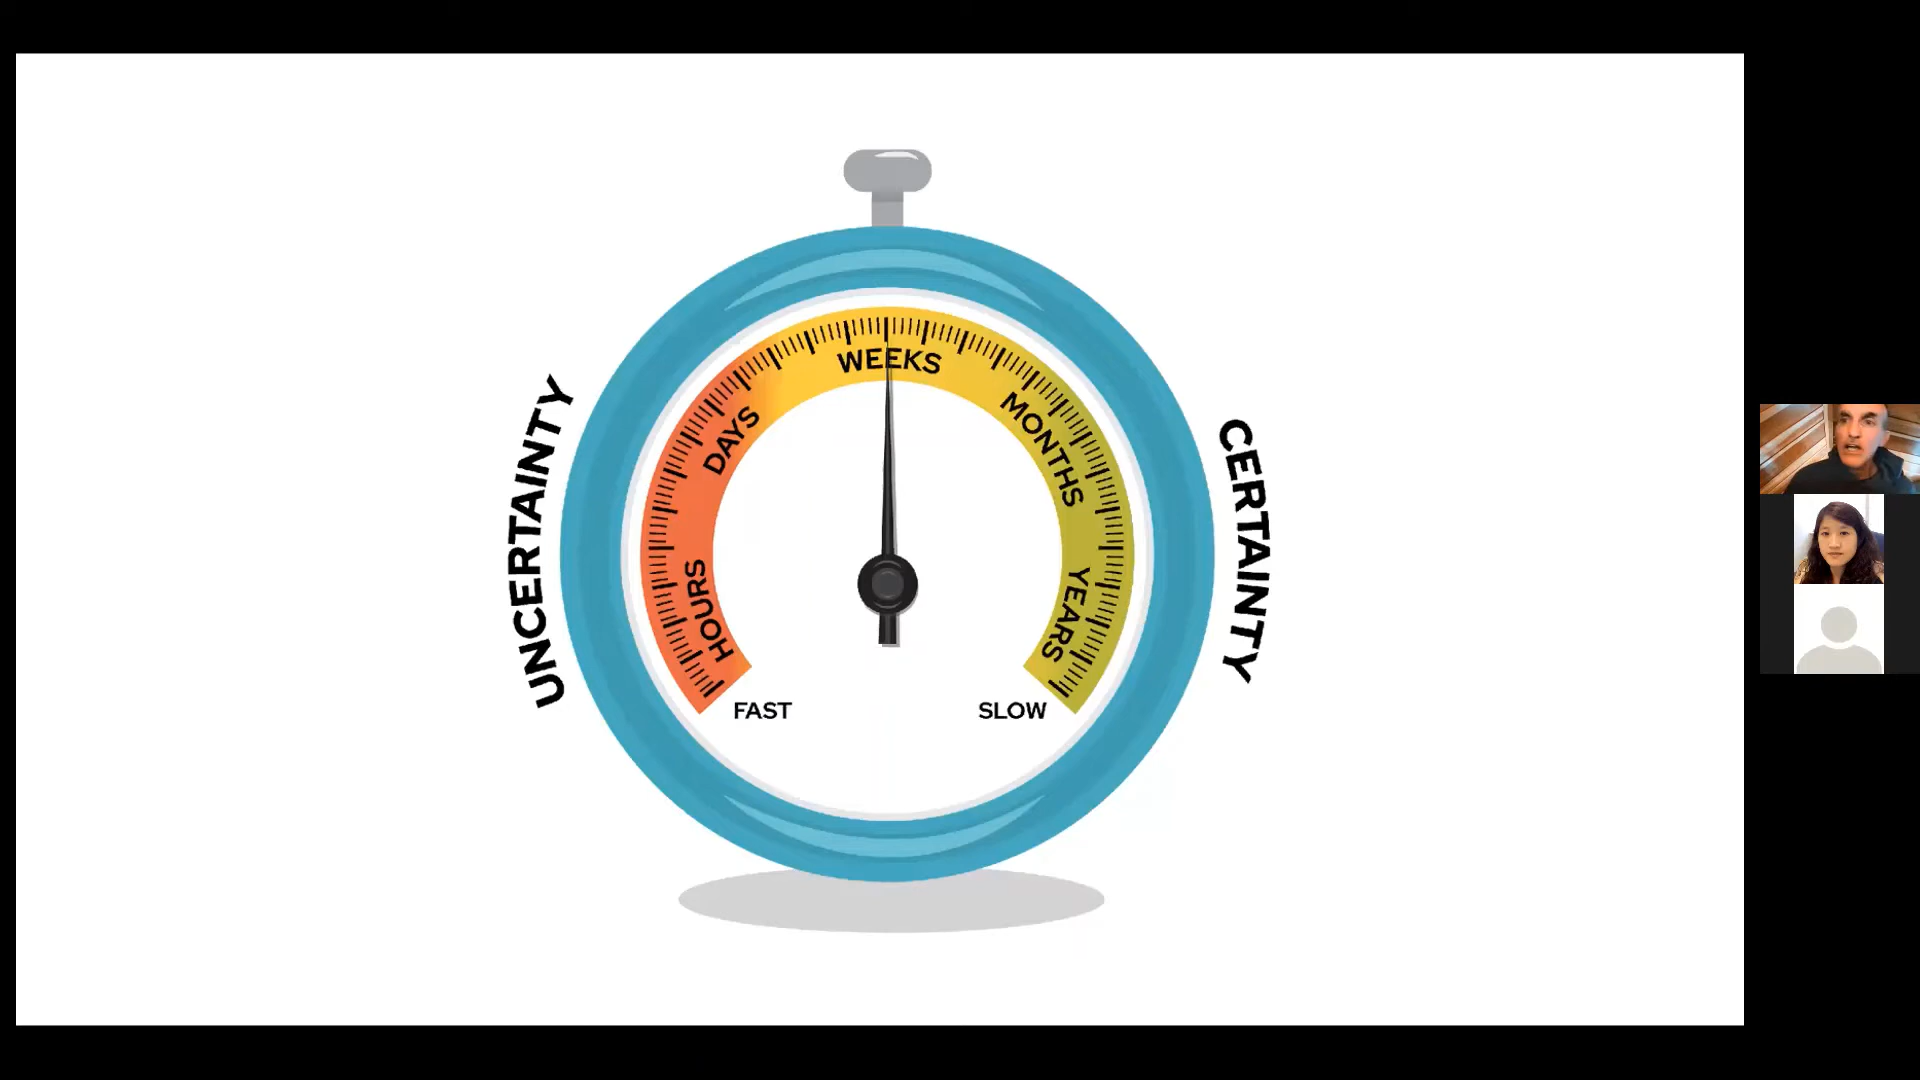 UNCERTAINTY
HOURS
DAYS
WEEKS
MONTHS
YEARS
CERTAINTY
FAST
SLOW